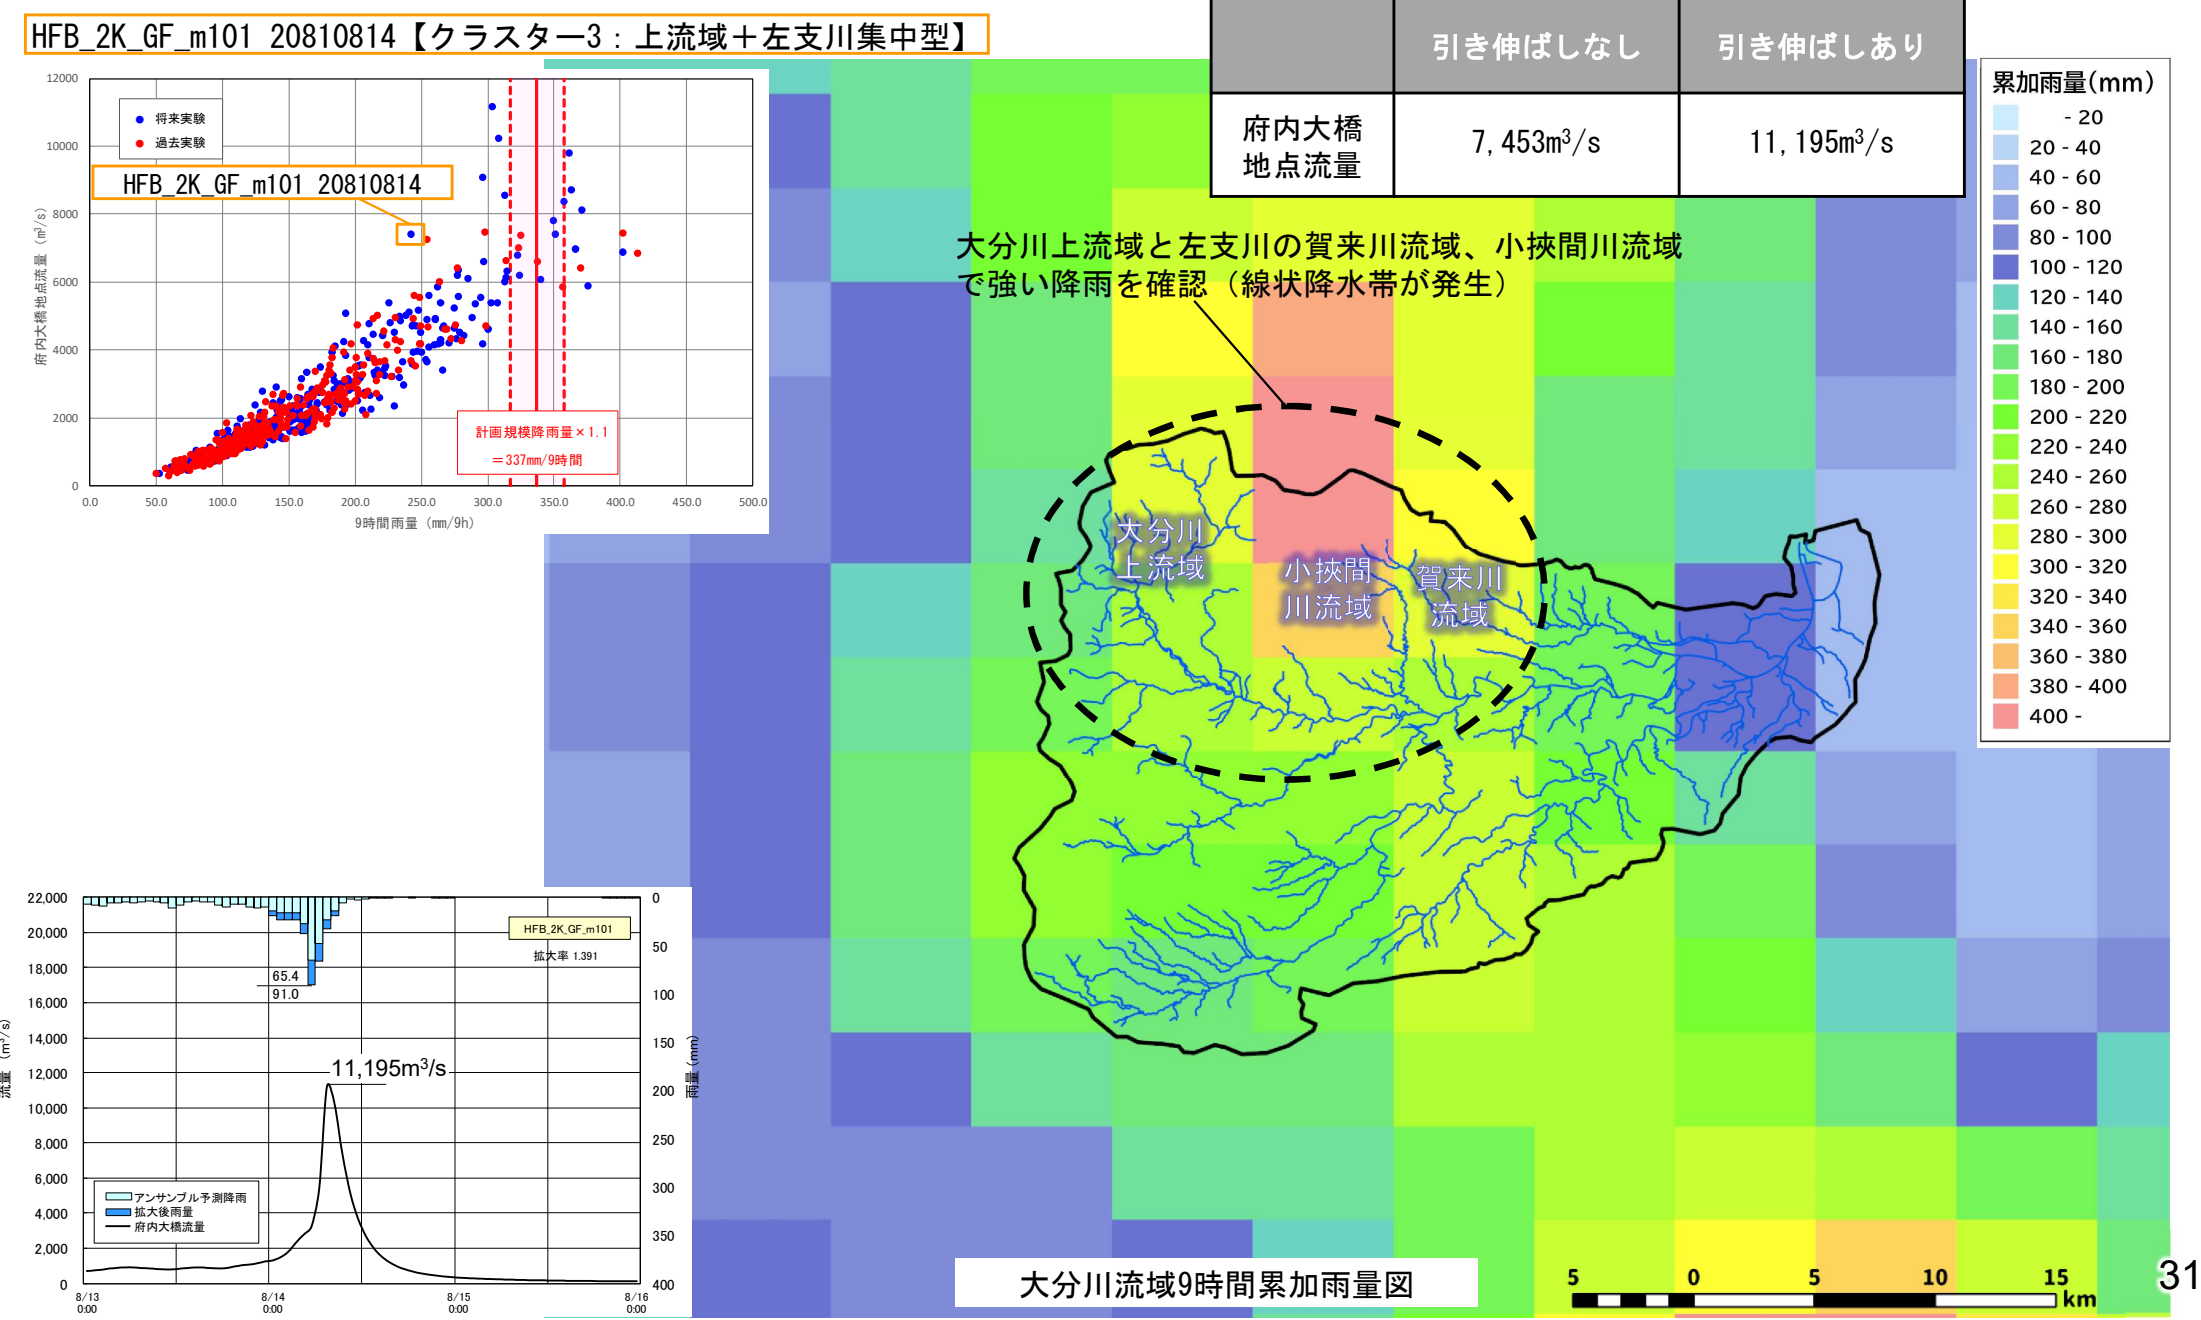 HFB_2K_GF_m101 20810814【クラスター3：上流域＋左支川集中型】
引き伸ばしなし
引き伸ばしあり
府内大橋
地点流量
7,453m³/s
11,195m³/s
将来実験
過去実験
HFB_2K_GF_m101 20810814
府内大橋地点流量（m³/s）
12000
10000
8000
6000
4000
2000
0
計画規模降雨量×1.1
＝337mm/9時間
0.0 50.0 100.0 150.0 200.0 250.0 300.0 350.0 400.0 450.0 500.0
9時間雨量（mm/9h）
大分川上流域と左支川の賀来川流域、小挾間川流域
で強い降雨を確認（線状降水帯が発生）
大分川
上流域
小挾間
川流域
賀来川
流域
累加雨量(mm)
- 20
20 - 40
40 - 60
60 - 80
80 - 100
100 - 120
120 - 140
140 - 160
160 - 180
180 - 200
200 - 220
220 - 240
240 - 260
260 - 280
280 - 300
300 - 320
320 - 340
340 - 360
360 - 380
380 - 400
400 -
流量（m³/s）
22,000
20,000
18,000
16,000
14,000
12,000
10,000
8,000
6,000
4,000
2,000
0
HFB_2K_GF_m101
拡大率 1.391
65.4
91.0
11,195m³/s
アンサンブル予測降雨
拡大後雨量
府内大橋流量
0
50
100
150
200
250
300
350
400
雨量（mm）
8/13 8/14 8/15 8/16
0:00 0:00 0:00 0:00
大分川流域9時間累加雨量図
5 0 5 10 15
km
31